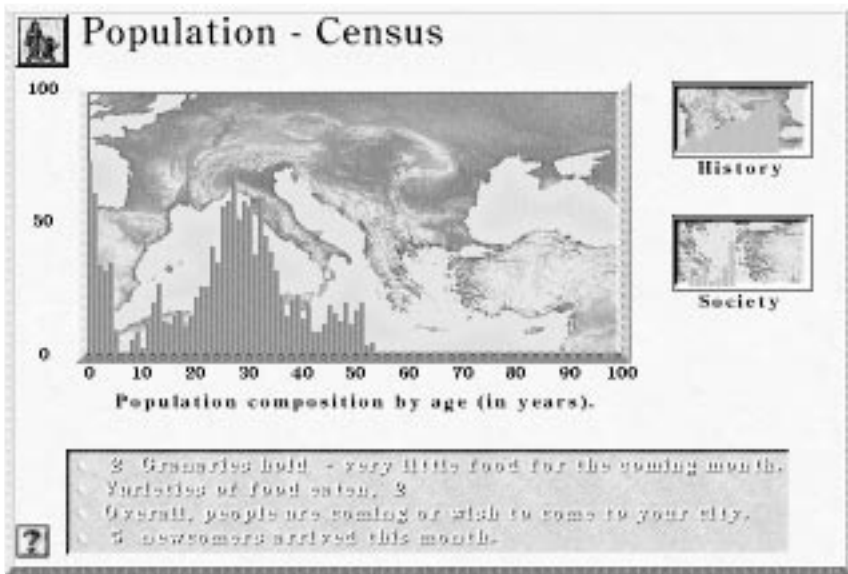 Population - Census
100
50
0
0 10 20 30 40 50 60 70 80 90 100
Population composition by age (in years).
History
Society
2 Granaries hold - very little food for the coming month.
Varieties of food eaten, 2
Overall, people are coming or wish to come to your city.
5 newcomers arrived this month.
?